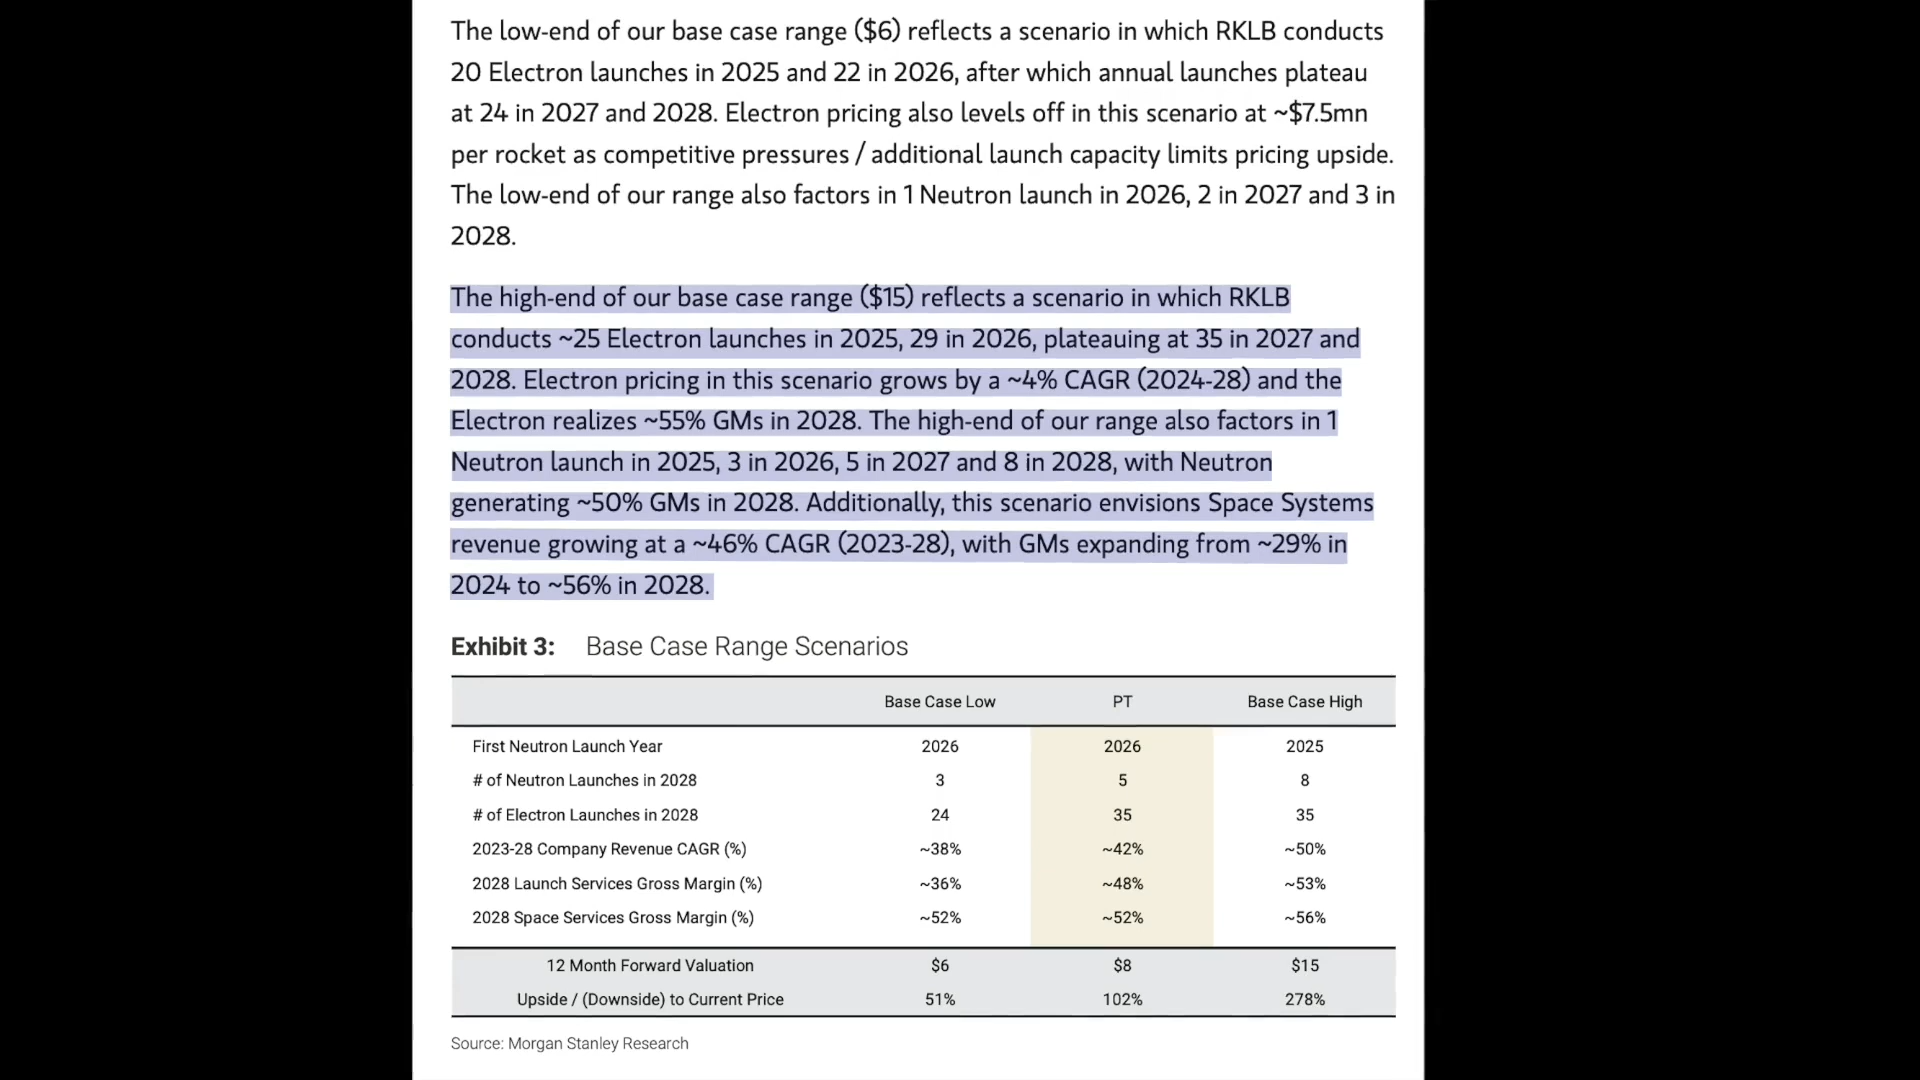 The low-end of our base case range ($6) reflects a scenario in which RKLB conducts
20 Electron launches in 2025 and 22 in 2026, after which annual launches plateau
at 24 in 2027 and 2028. Electron pricing also levels off in this scenario at ~$7.5mn
per rocket as competitive pressures / additional launch capacity limits pricing upside.
The low-end of our range also factors in 1 Neutron launch in 2026, 2 in 2027 and 3 in
2028.
The high-end of our base case range ($15) reflects a scenario in which RKLB
conducts ~25 Electron launches in 2025, 29 in 2026, plateauing at 35 in 2027 and
2028. Electron pricing in this scenario grows by a ~4% CAGR (2024-28) and the
Electron realizes ~55% GMs in 2028. The high-end of our range also factors in 1
Neutron launch in 2025, 3 in 2026, 5 in 2027 and 8 in 2028, with Neutron
generating ~50% GMs in 2028. Additionally, this scenario envisions Space Systems
revenue growing at a ~46% CAGR (2023-28), with GMs expanding from ~29% in
2024 to ~56% in 2028.
Exhibit 3: Base Case Range Scenarios
Base Case Low PT Base Case High
First Neutron Launch Year 2026 2026 2025
# of Neutron Launches in 2028 3 5 8
# of Electron Launches in 2028 24 35 35
2023-28 Company Revenue CAGR (%) ~38% ~42% ~50%
2028 Launch Services Gross Margin (%) ~36% ~48% ~53%
2028 Space Services Gross Margin (%) ~52% ~52% ~56%
12 Month Forward Valuation $6 $8 $15
Upside / (Downside) to Current Price 51% 102% 278%
Source: Morgan Stanley Research